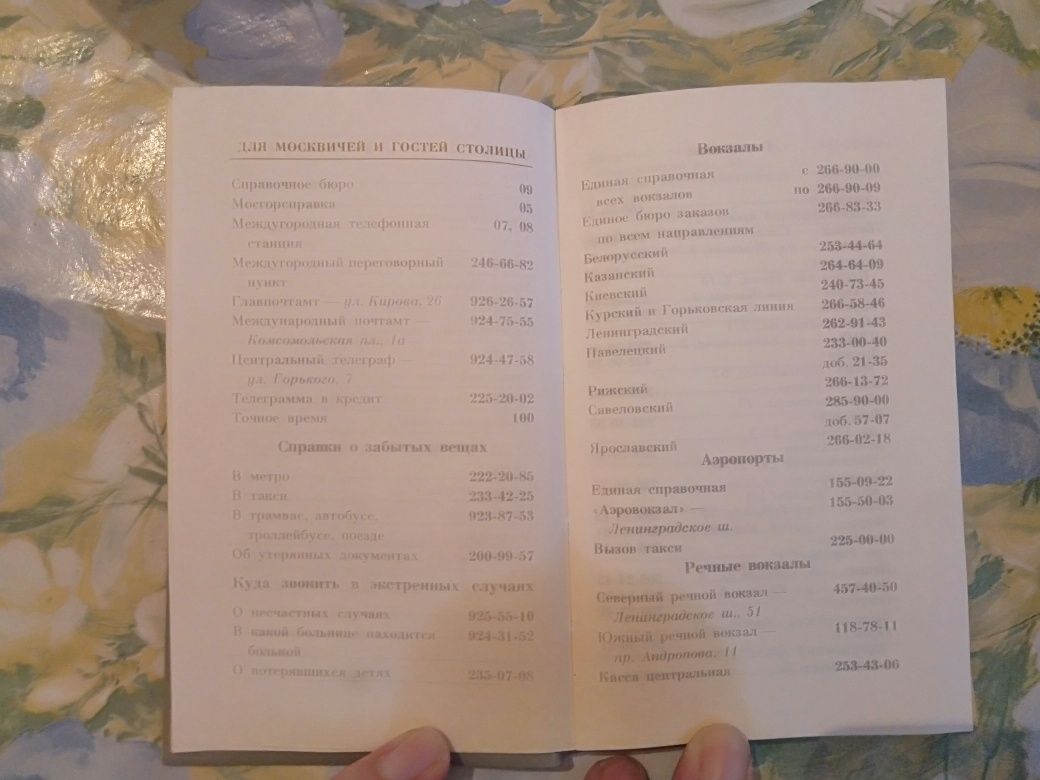 ДЛЯ МОСКВИЧЕЙ И ГОСТЕЙ СТОЛИЦЫ
Справочное бюро 09
Мосгорсправка 05
Междугородная телефонная 07, 08
станция
Междугородный переговорный 246-66-82
пункт
Главпочтамт — ул. Кирова, 26 926-26-57
Международный почтамт — 924-75-55
Комсомольская пл., 1а
Центральный телеграф — 924-47-58
ул. Горького, 7
Телеграмма в кредит 225-20-02
Точное время 100
Справки о забытых вещах
В метро 222-20-85
В такси 233-42-25
В трамвае, автобусе, 923-87-53
троллейбусе, поезде
Об утерянных документах 200-99-57
Куда звонить в экстренных случаях
О несчастных случаях 925-55-10
В какой больнице находится 924-31-52
больной
О потерявшихся детях 235-07-08
Вокзалы
Единая справочная с 266-90-00
всех вокзалов по 266-90-09
Единое бюро заказов 266-83-33
по всем направлениям
Белорусский 253-44-64
Казанский 264-64-09
Киевский 240-73-45
Курский и Горьковская линия 266-58-46
Ленинградский 262-91-43
Павелецкий 233-00-40
доб. 21-35
Рижский 266-13-72
Савеловский 285-90-00
доб. 57-07
Ярославский 266-02-18
Аэропорты
Единая справочная 155-09-22
«Аэровокзал» — 155-50-03
Ленинградское ш.
Вызов такси 225-00-00
Речные вокзалы
Северный речной вокзал — 457-40-50
Ленинградское ш., 51
Южный речной вокзал — 118-78-11
пр. Андропова, 11
Касса центральная 253-43-06